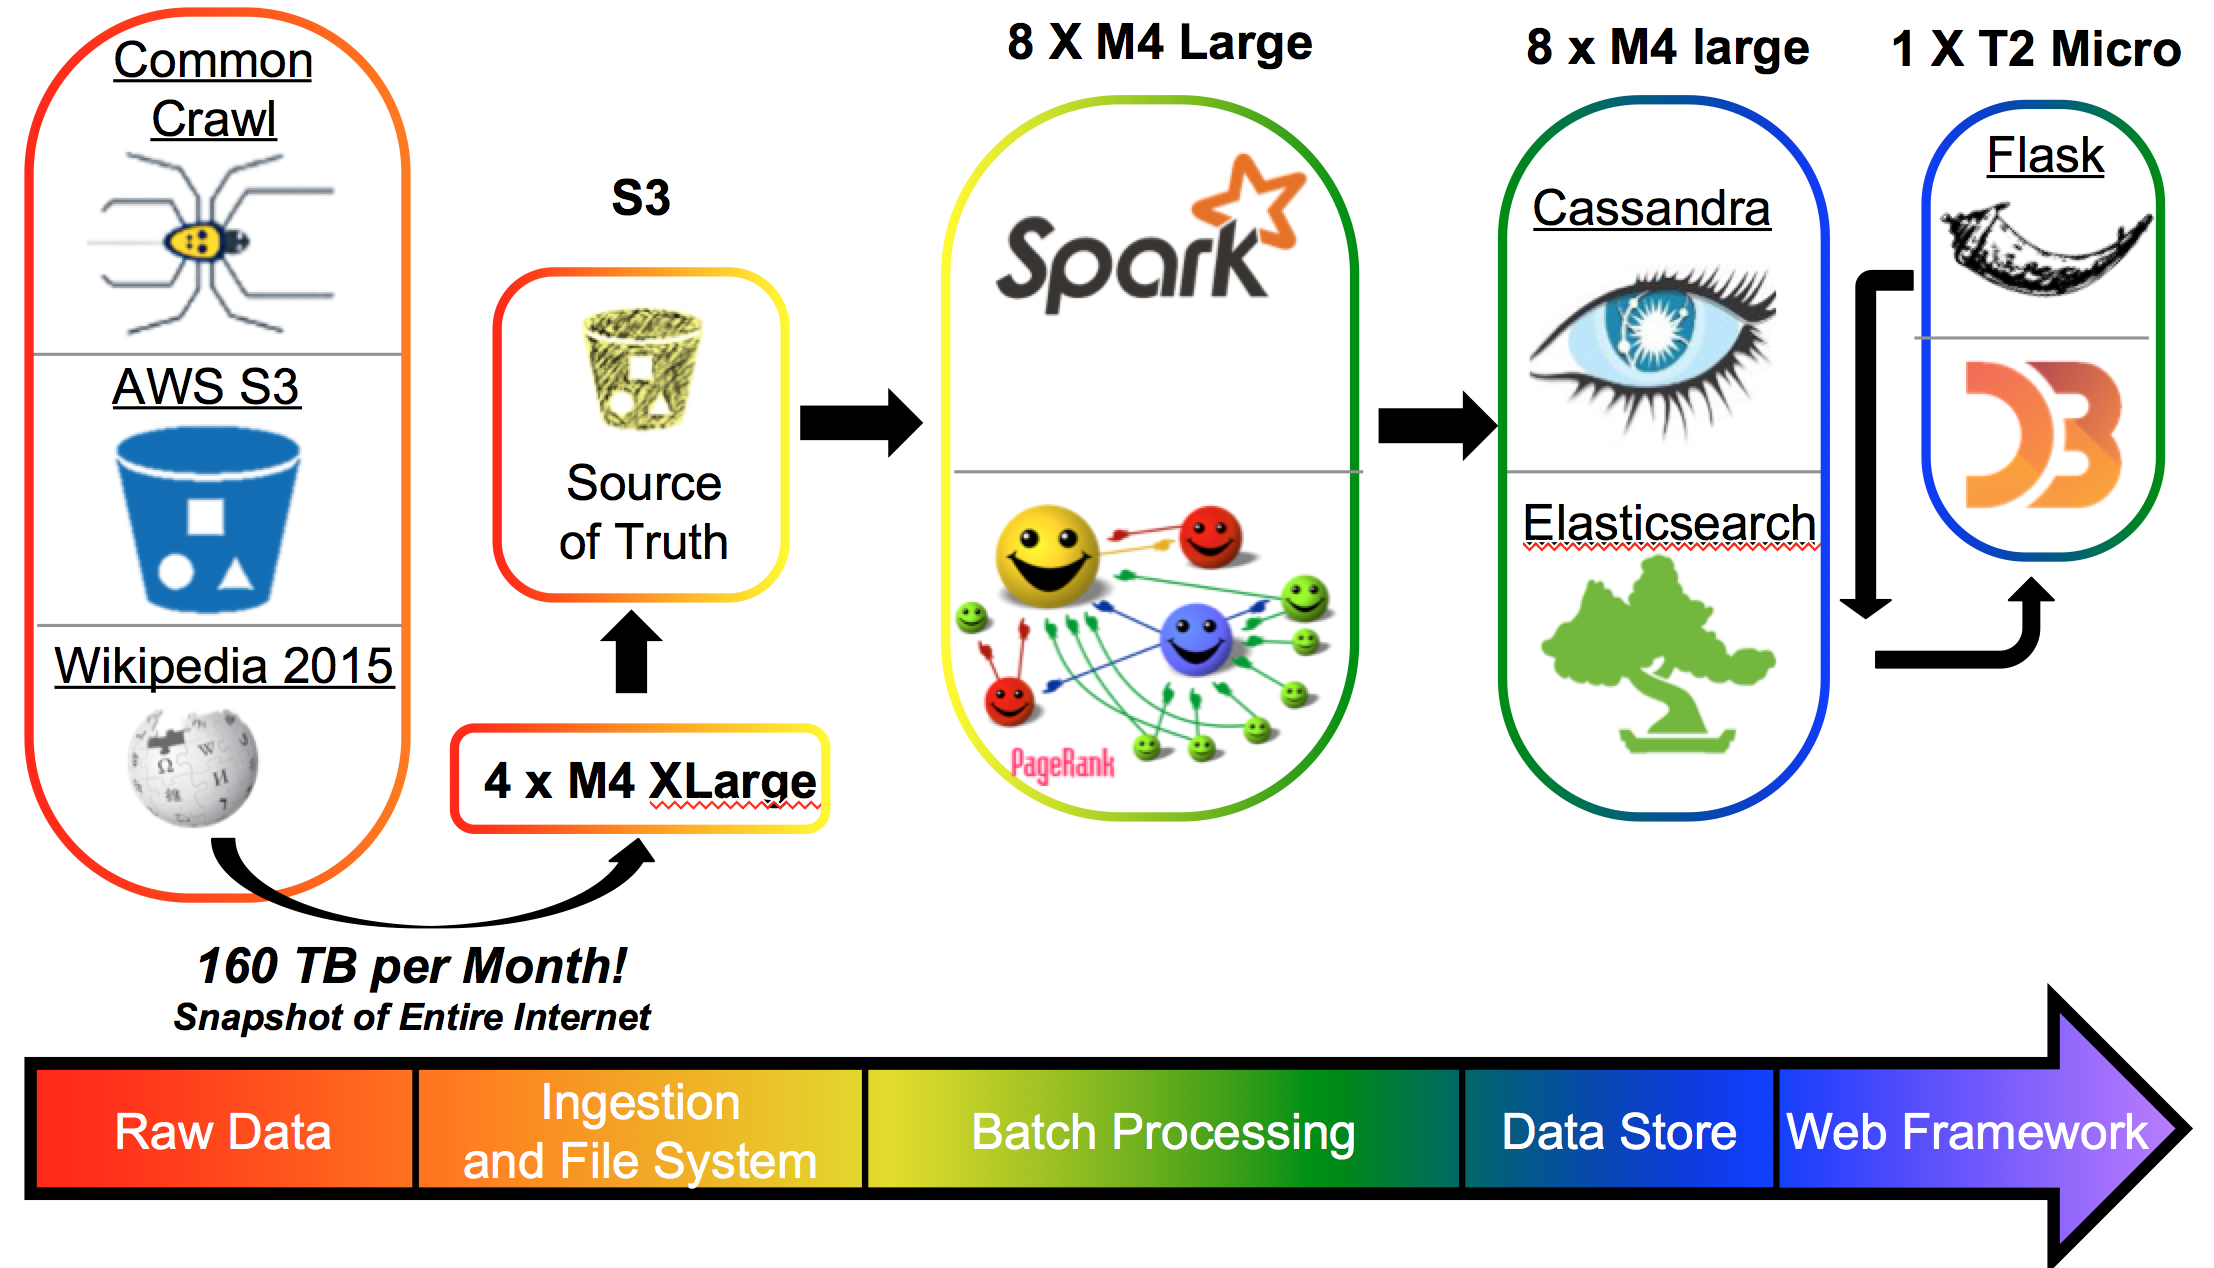 Common
Crawl
AWS S3
Wikipedia 2015
160 TB per Month!
Snapshot of Entire Internet
S3
Source
of Truth
4 x M4 XLarge
8 X M4 Large
Spark
PageRank
8 x M4 large
Cassandra
Elasticsearch
1 X T2 Micro
Flask
D3
Raw Data
Ingestion
and File System
Batch Processing
Data Store
Web Framework